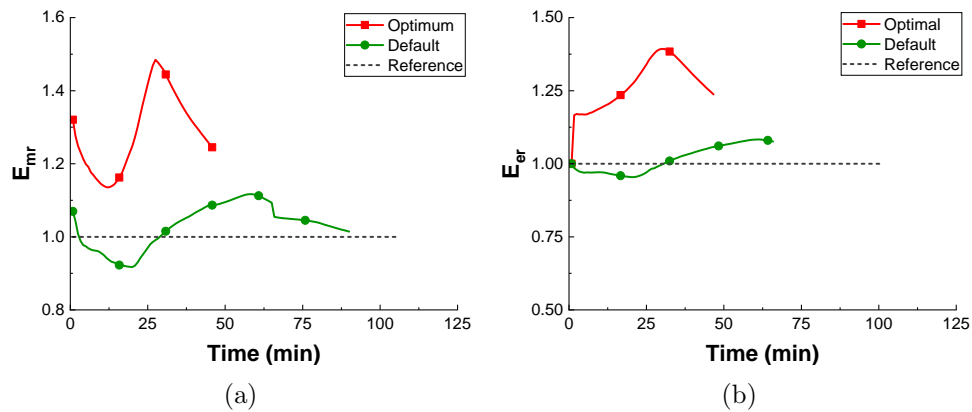 1.6
1.4
1.2
1.0
0.8
E_mr
Optimum
Default
Reference
0 25 50 75 100 125
Time (min)
(a)
1.50
1.25
1.00
0.75
0.50
E_er
Optimal
Default
Reference
0 25 50 75 100 125
Time (min)
(b)